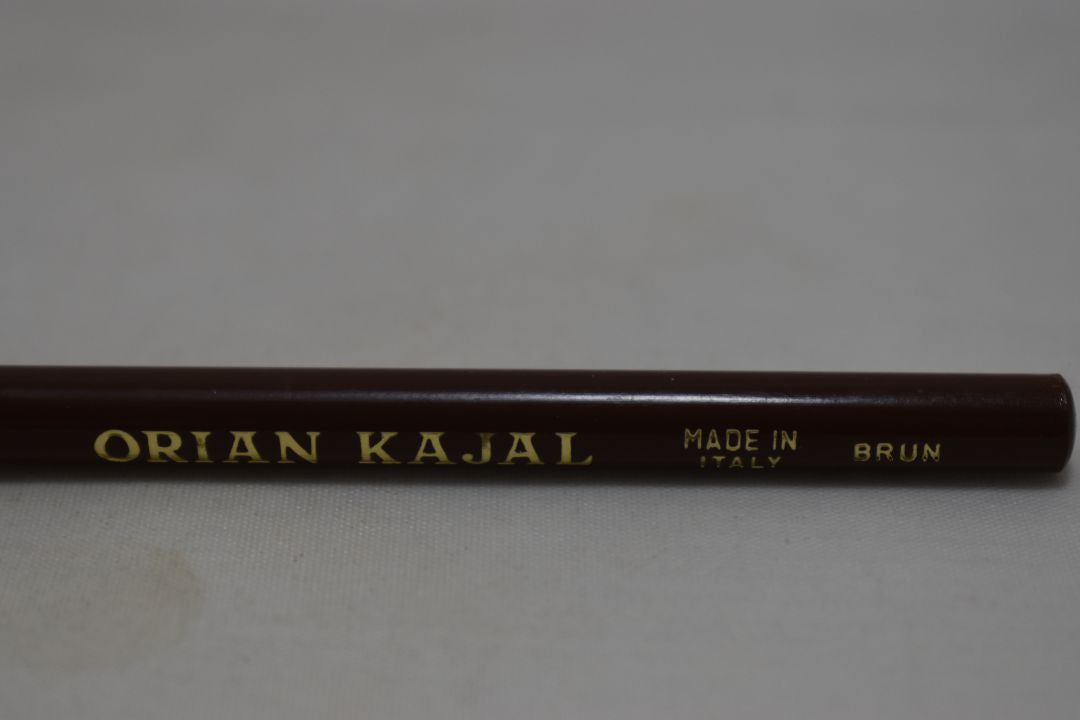 ORIAN KAJAL
MADE IN
ITALY
BRUN